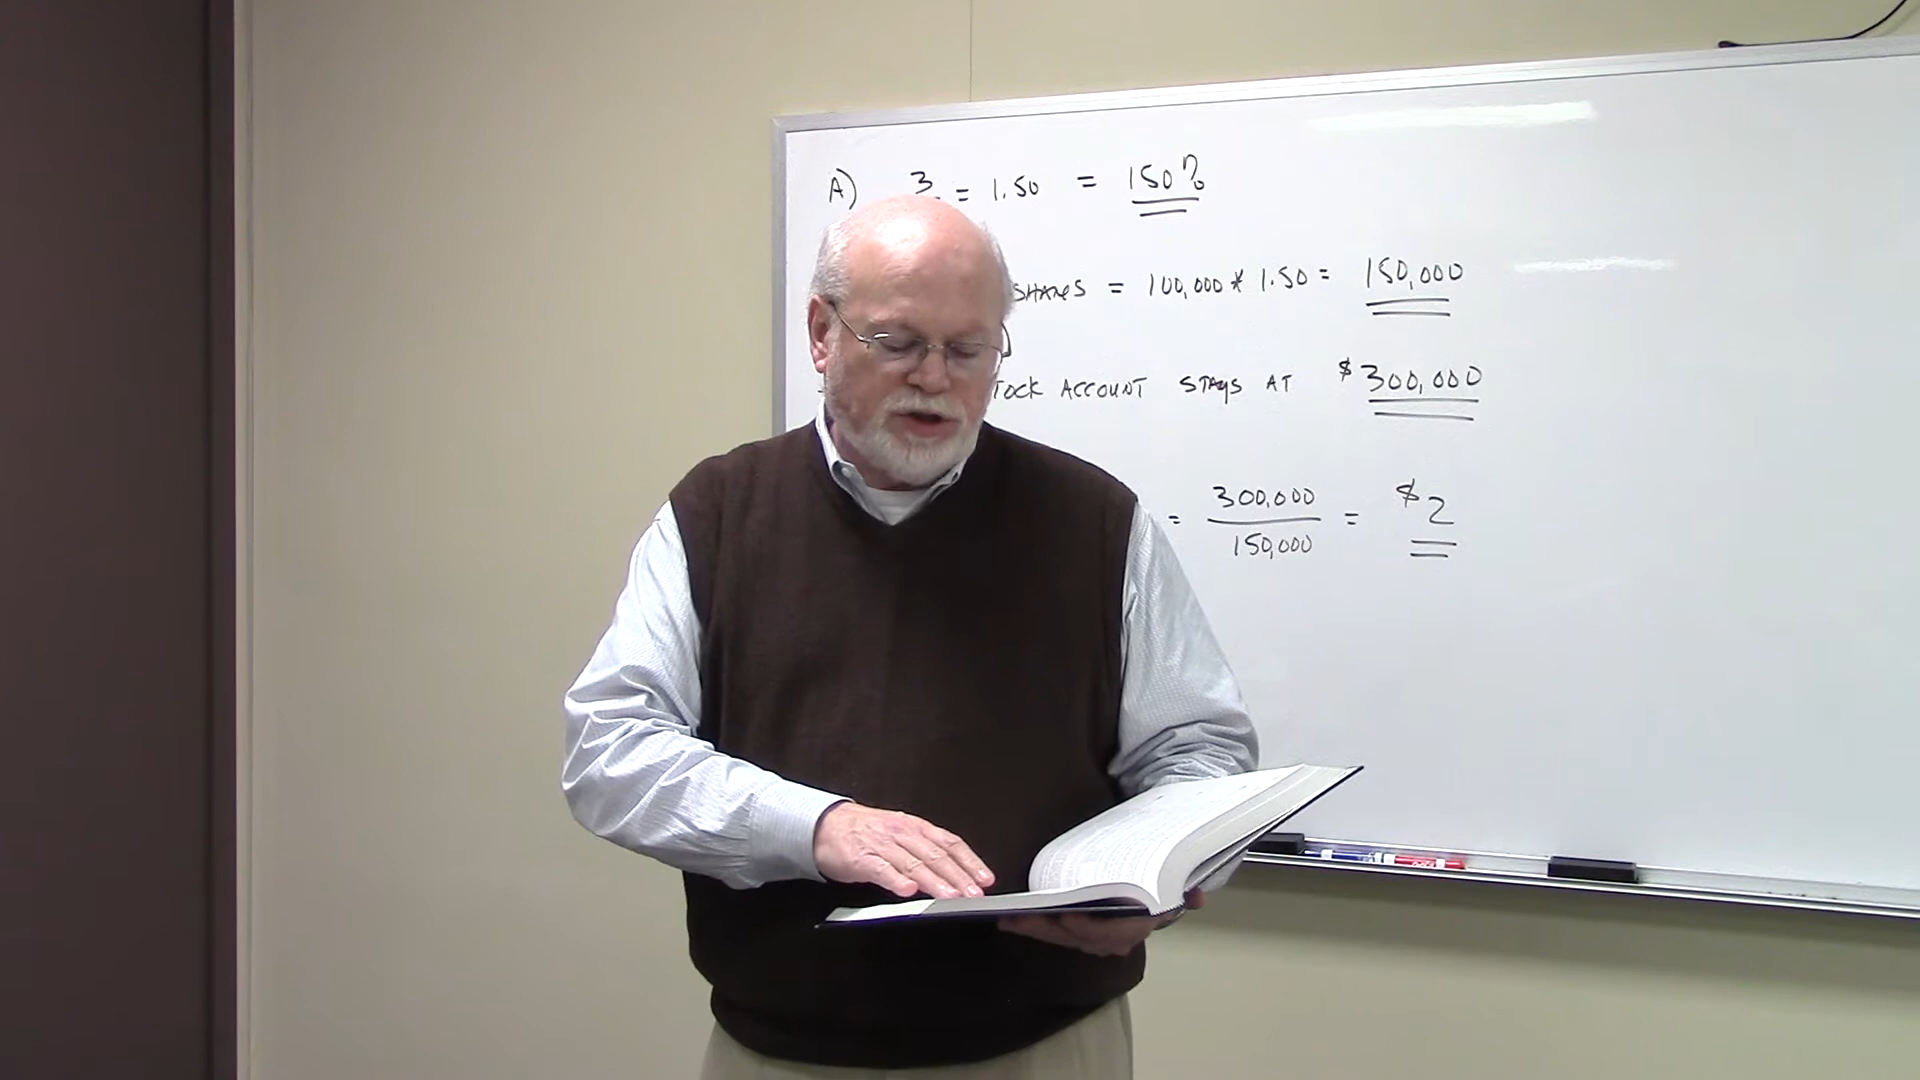 A) 3 = 1.50 = 150%
SHARES = 100,000 * 1.50 = 150,000
TOCK ACCOUNT STAYS AT $300,000
= 300,000 / 150,000 = $2